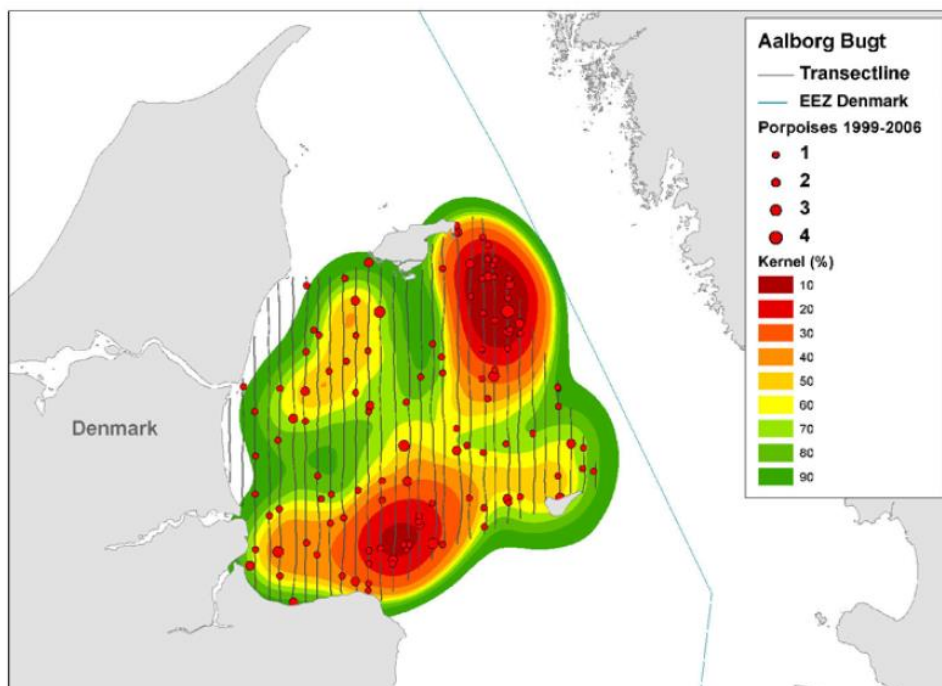 Aalborg Bugt
Transectline
EEZ Denmark
Porpoises 1999-2006
1
2
3
4
Kernel (%)
10
20
30
40
50
60
70
80
90
Denmark